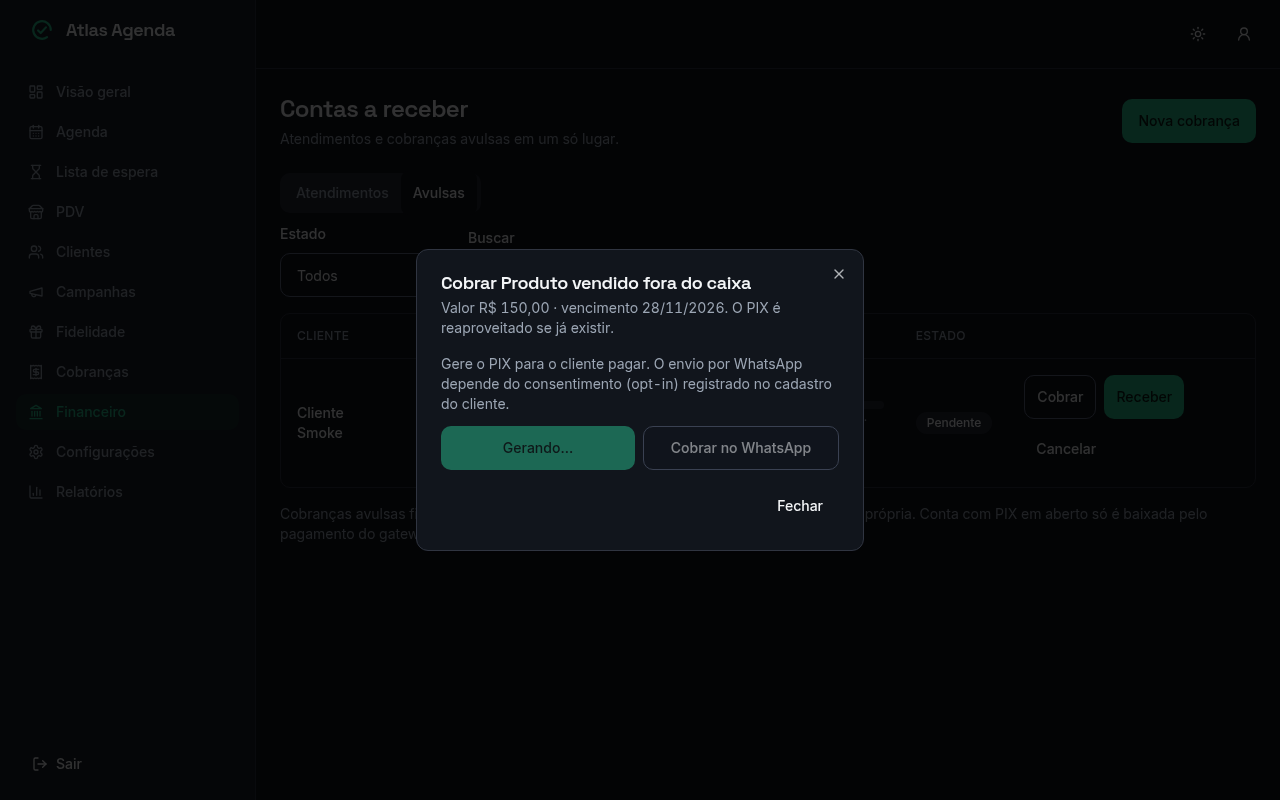 Atlas Agenda
Visão geral
Agenda
Lista de espera
PDV
Clientes
Campanhas
Fidelidade
Cobranças
Financeiro
Configurações
Relatórios
Sair
Contas a receber
Atendimentos e cobranças avulsas em um só lugar.
Nova cobrança
Atendimentos
Avulsas
Estado
Buscar
Todos
CLIENTE
ESTADO
Cliente
Smoke
Pendente
Cobrar
Receber
Cancelar
Cobranças avulsas própria. Conta com PIX em aberto só é baixada pelo
pagamento do
Cobrar Produto vendido fora do caixa
Valor R$ 150,00 · vencimento 28/11/2026. O PIX é
reaproveitado se já existir.
Gere o PIX para o cliente pagar. O envio por WhatsApp
depende do consentimento (opt-in) registrado no cadastro
do cliente.
Gerando...
Cobrar no WhatsApp
Fechar